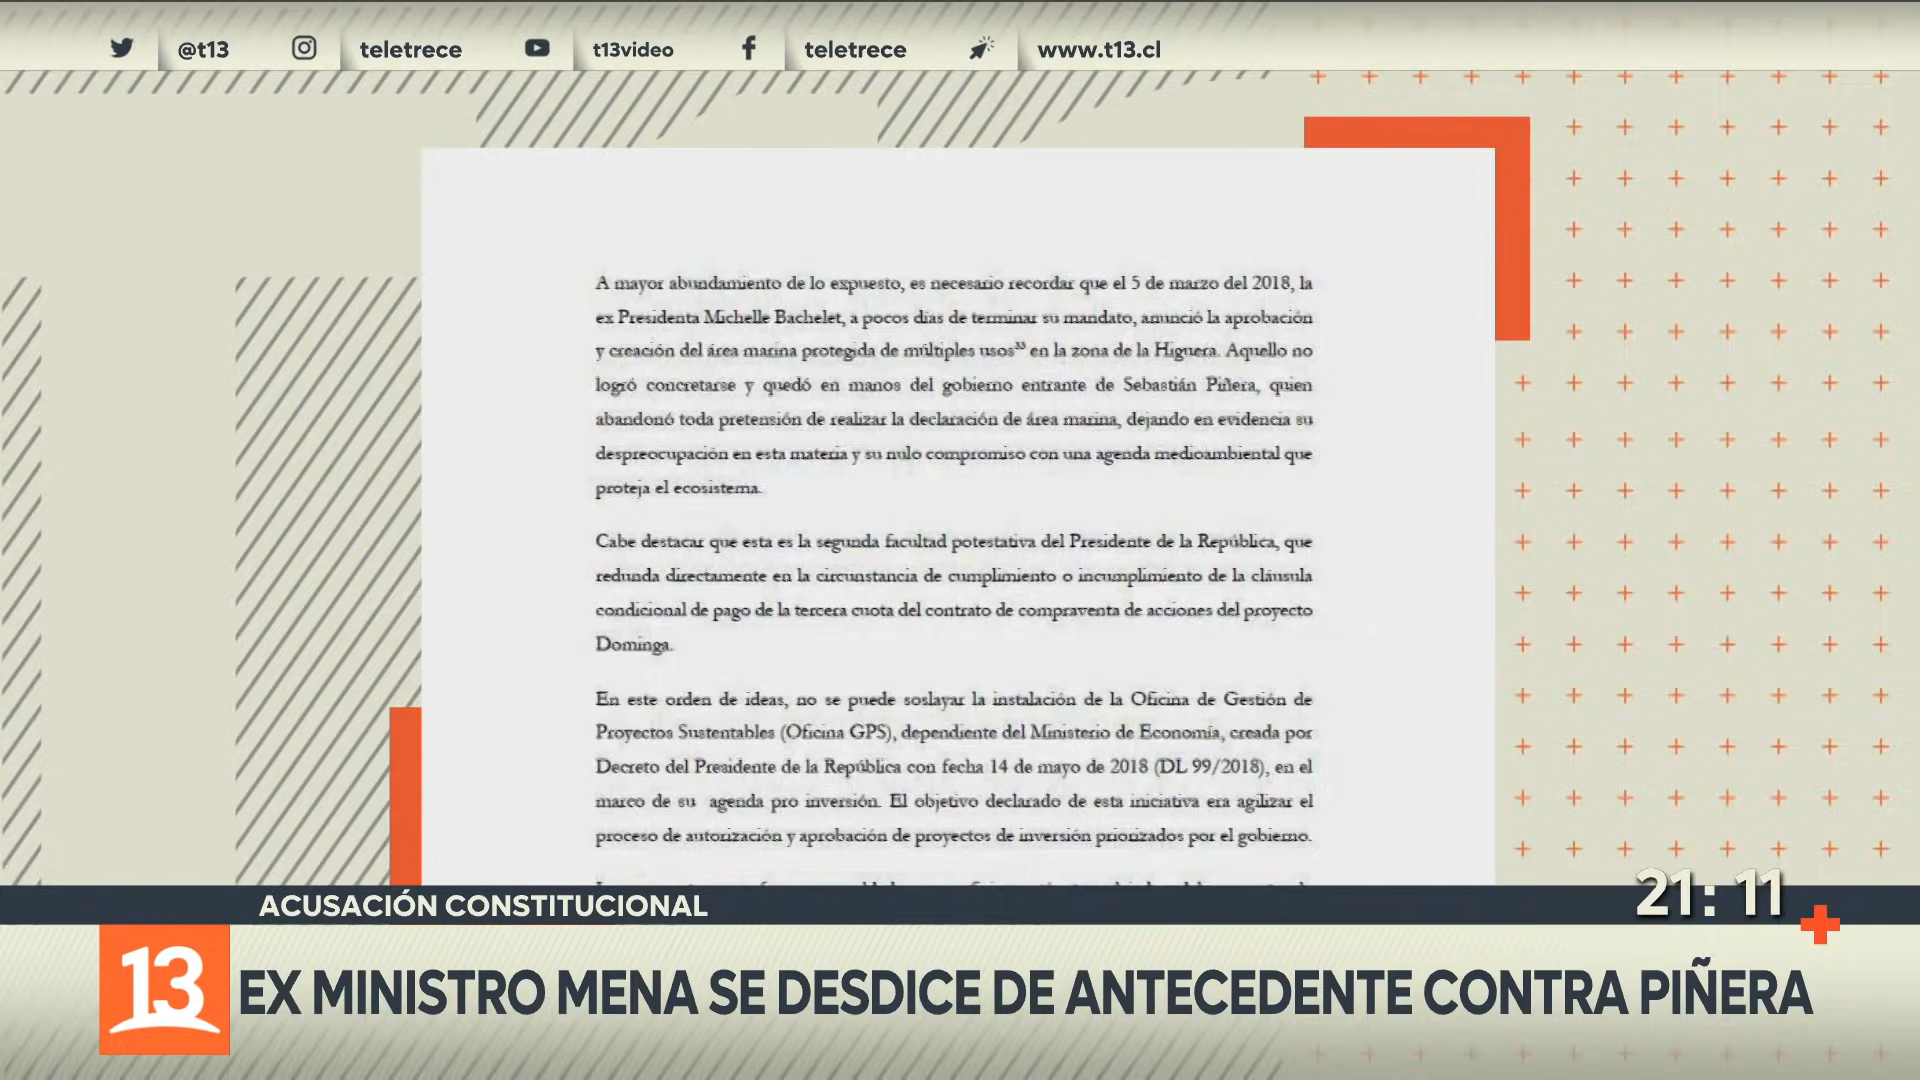 @t13 teletrece t13video teletrece www.t13.cl
A mayor abundamiento de lo expuesto, es necesario recordar que el 5 de marzo del 2018, la
ex Presidenta Michelle Bachelet, a pocos días de terminar su mandato, anunció la aprobación
y creación del área marina protegida de múltiples usos³³ en la zona de la Higuera. Aquello no
logró concretarse y quedó en manos del gobierno entrante de Sebastián Piñera, quien
abandonó toda pretensión de realizar la declaración de área marina, dejando en evidencia su
despreocupación en esta materia y su nulo compromiso con una agenda medioambiental que
proteja el ecosistema.
Cabe destacar que esta es la segunda facultad potestativa del Presidente de la República, que
redunda directamente en la circunstancia de cumplimiento o incumplimiento de la cláusula
condicional de pago de la tercera cuota del contrato de compraventa de acciones del proyecto
Dominga.
En este orden de ideas, no se puede soslayar la instalación de la Oficina de Gestión de
Proyectos Sustentables (Oficina GPS), dependiente del Ministerio de Economía, creada por
Decreto del Presidente de la República con fecha 14 de mayo de 2018 (DL 99/2018), en el
marco de su agenda pro inversión. El objetivo declarado de esta iniciativa era agilizar el
proceso de autorización y aprobación de proyectos de inversión priorizados por el gobierno.
ACUSACIÓN CONSTITUCIONAL
21:11
13
EX MINISTRO MENA SE DESDICE DE ANTECEDENTE CONTRA PIÑERA